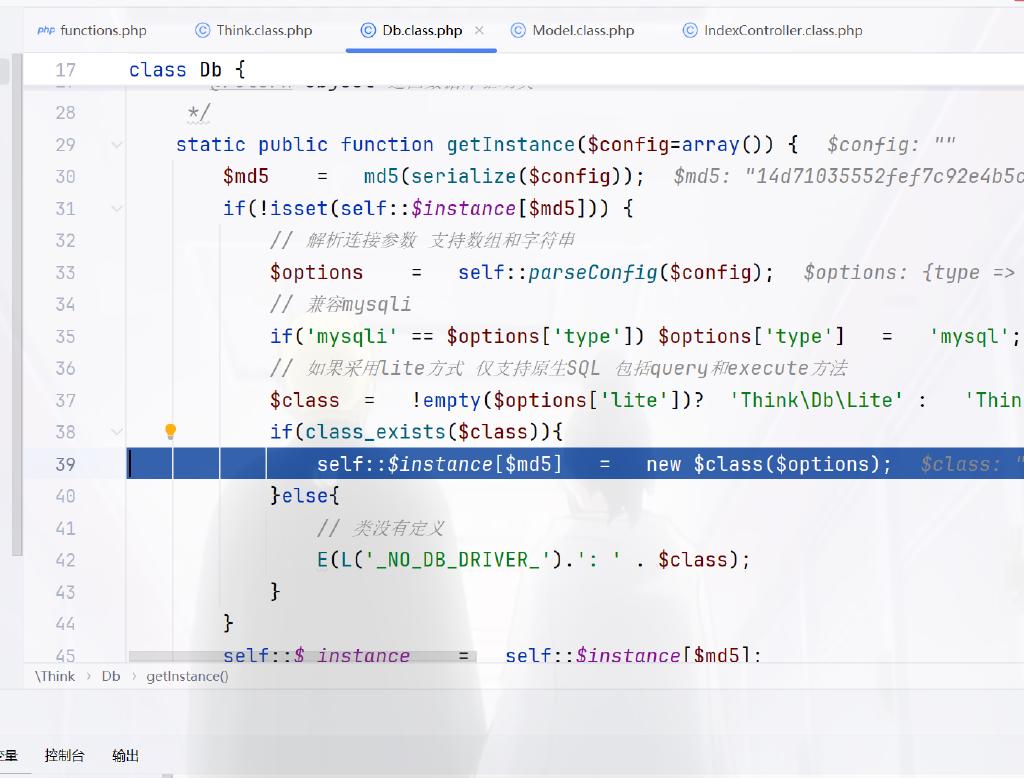 php functions.php Think.class.php Db.class.php Model.class.php IndexController.class.php
17 class Db {
28 */
29 static public function getInstance($config=array()) { $config: ""
30 $md5 = md5(serialize($config)); $md5: "14d71035552fef7c92e4b5c
31 if(!isset(self::$instance[$md5])) {
32 // 解析连接参数 支持数组和字符串
33 $options = self::parseConfig($config); $options: {type =>
34 // 兼容mysqli
35 if('mysqli' == $options['type']) $options['type'] = 'mysql';
36 // 如果采用lite方式 仅支持原生SQL 包括query和execute方法
37 $class = !empty($options['lite'])? 'Think\Db\Lite' : 'Thin
38 if(class_exists($class)){
39 self::$instance[$md5] = new $class($options); $class: "
40 }else{
41 // 类没有定义
42 E(L('_NO_DB_DRIVER_').': ' . $class);
43 }
44 }
45 self::$_instance = self::$instance[$md5];
\Think › Db › getInstance()
变量 控制台 输出